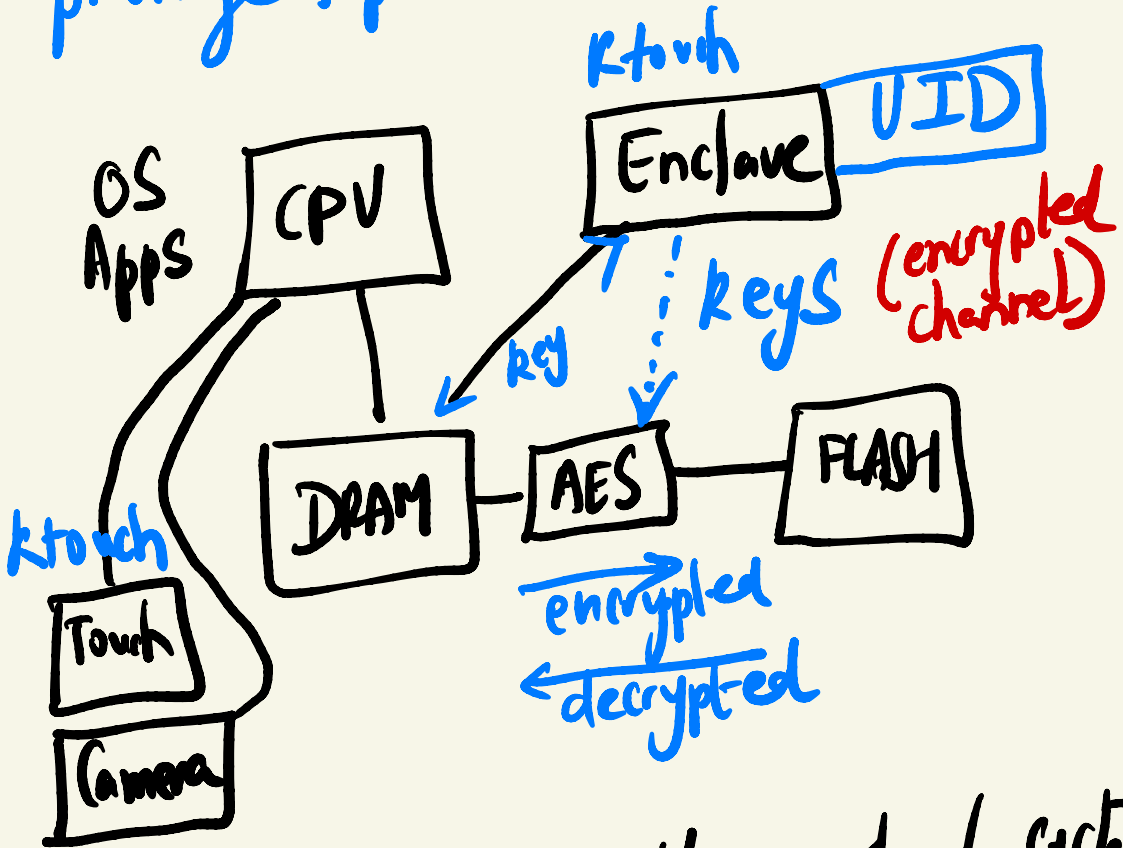 Ktouch
UID
Enclave
OS
Apps
CPU
(encrypted
channel)
keys
key
DRAM
AES
FLASH
Ktouch
encrypted
Touch
decrypted
Camera